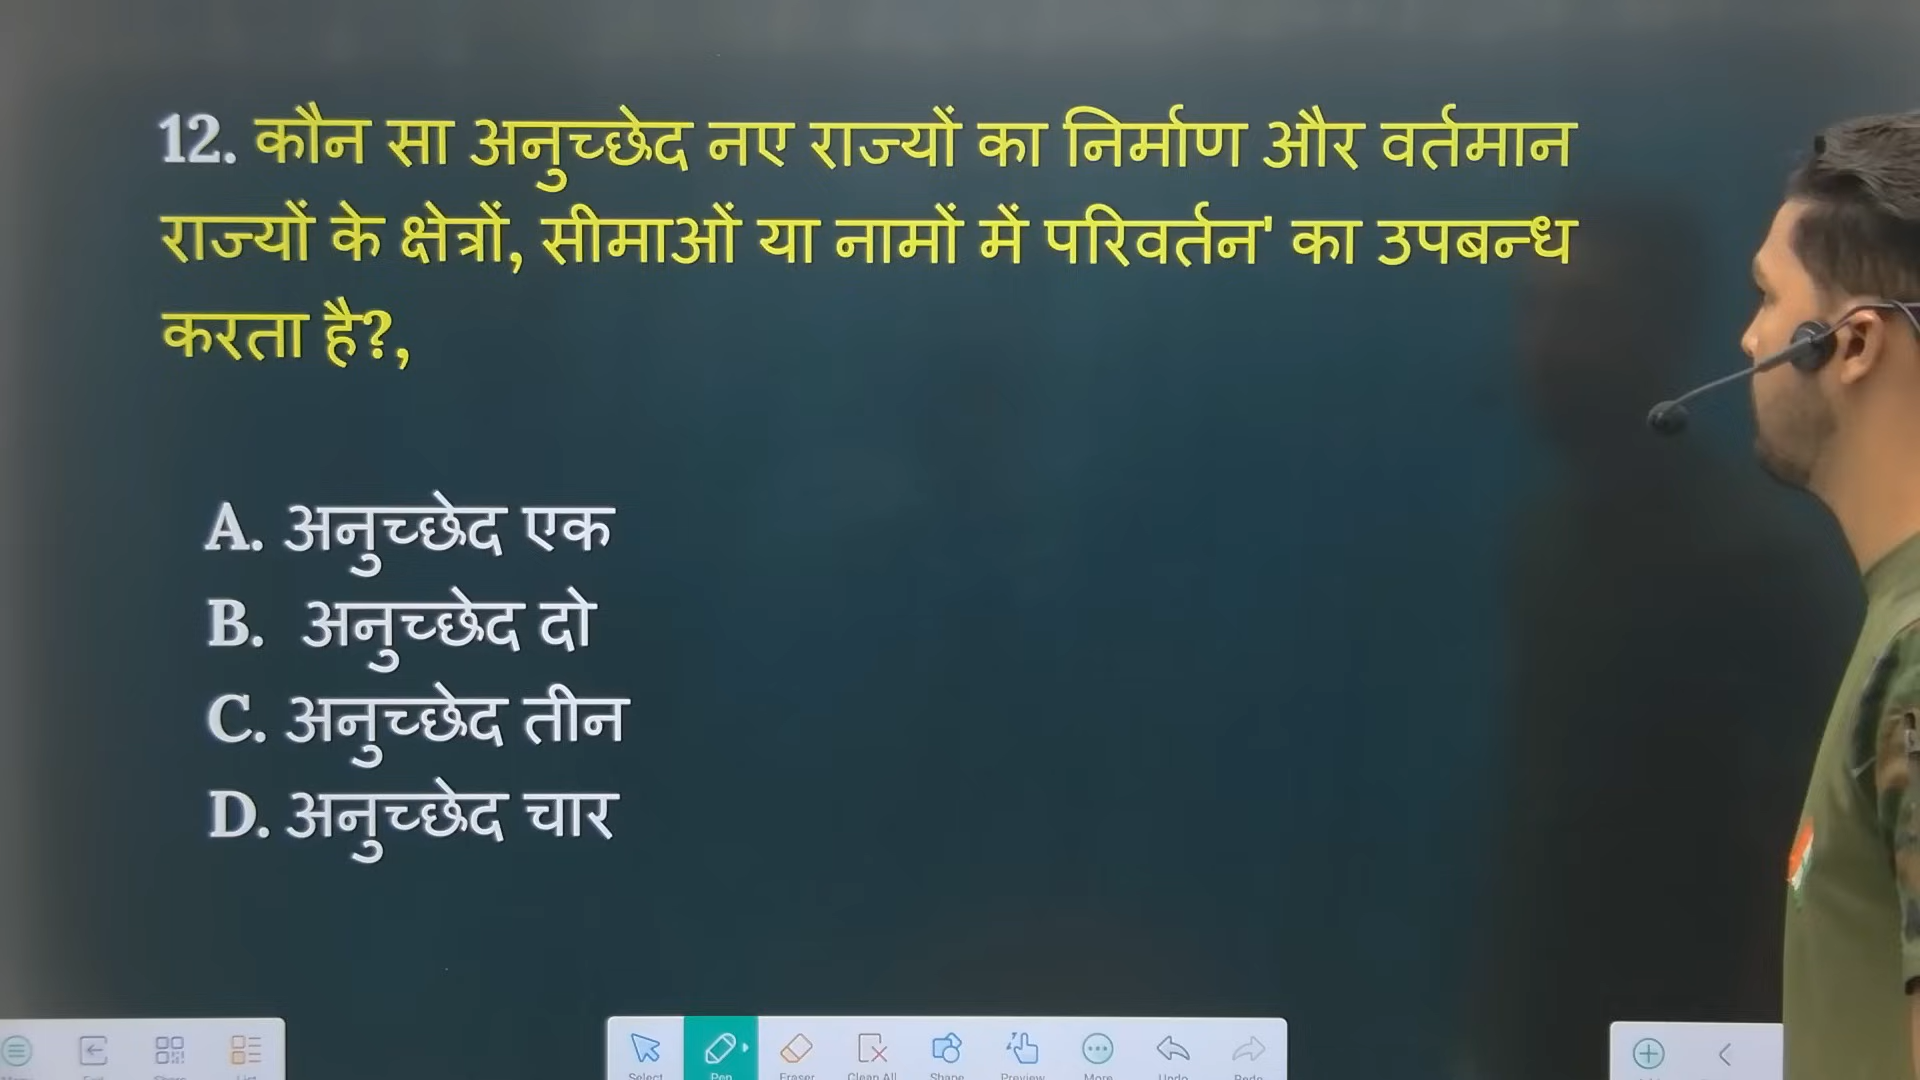 12. कौन सा अनुच्छेद नए राज्यों का निर्माण और वर्तमान
राज्यों के क्षेत्रों, सीमाओं या नामों में परिवर्तन' का उपबन्ध
करता है?,
A. अनुच्छेद एक
B. अनुच्छेद दो
C. अनुच्छेद तीन
D. अनुच्छेद चार
Select Pen Eraser Clean All Shape Preview More Undo Redo